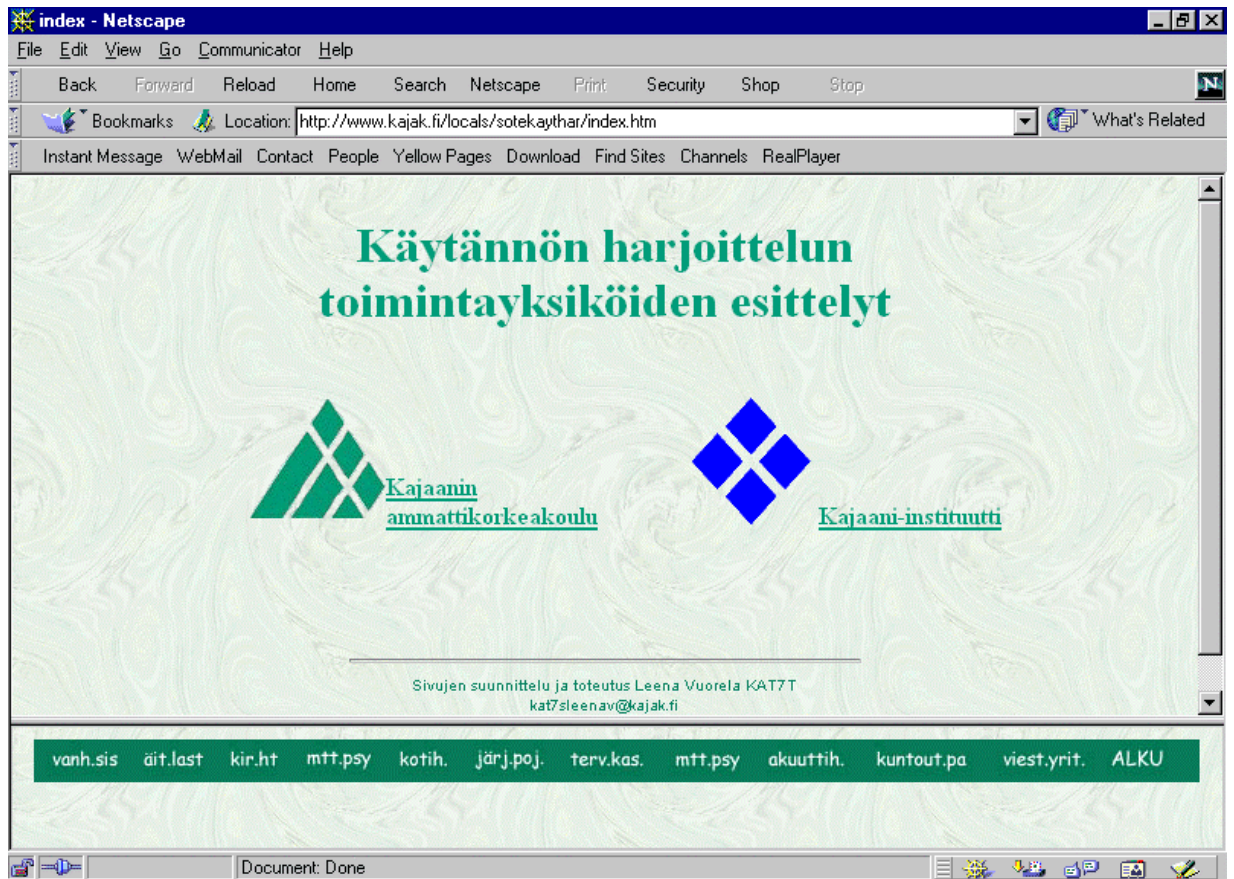 index - Netscape
File Edit View Go Communicator Help
Back Forward Reload Home Search Netscape Print Security Shop Stop
N
Bookmarks Location: http://www.kajak.fi/locals/sotekaythar/index.htm What's Related
Instant Message WebMail Contact People Yellow Pages Download Find Sites Channels RealPlayer
Käytännön harjoittelun
toimintayksiköiden esittelyt
Kajaanin
ammattikorkeakoulu
Kajaani-instituutti
Sivujen suunnittelu ja toteutus Leena Vuorela KAT7T
kat7sleenav@kajak.fi
vanh.sis äit.last kir.ht mtt.psy kotih. järj.poj. terv.kas. mtt.psy akuuttih. kuntout.pa viest.yrit. ALKU
Document: Done